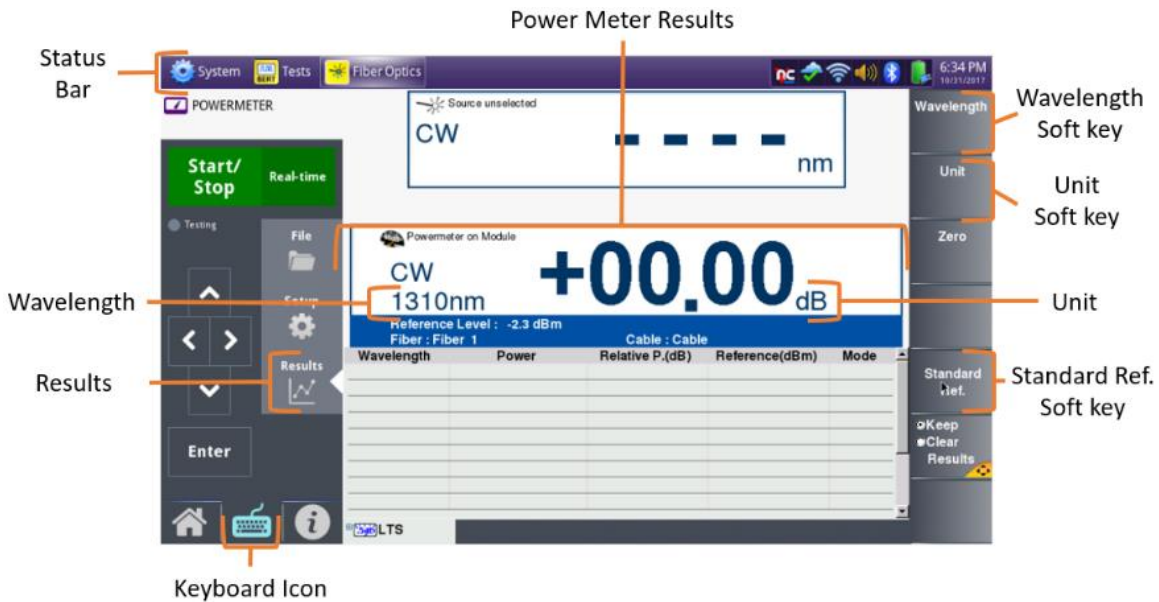 Power Meter Results
Status
Bar
System Tests Fiber Optics
6:34 PM
10/31/2017
POWERMETER
Source unselected
CW
- - - -
nm
Wavelength
Wavelength
Soft key
Start/
Stop
Real-time
Unit
Unit
Soft key
Testing
File
Zero
Powermeter on Module
CW
+00.00
1310nm
dB
Wavelength
Unit
Setup
Reference Level : -2.3 dBm
Fiber : Fiber 1 Cable : Cable
Results
Results
Wavelength Power Relative P.(dB) Reference(dBm) Mode
Standard
Ref.
Standard Ref.
Soft key
Keep
Clear
Results
Enter
LTS
Keyboard Icon